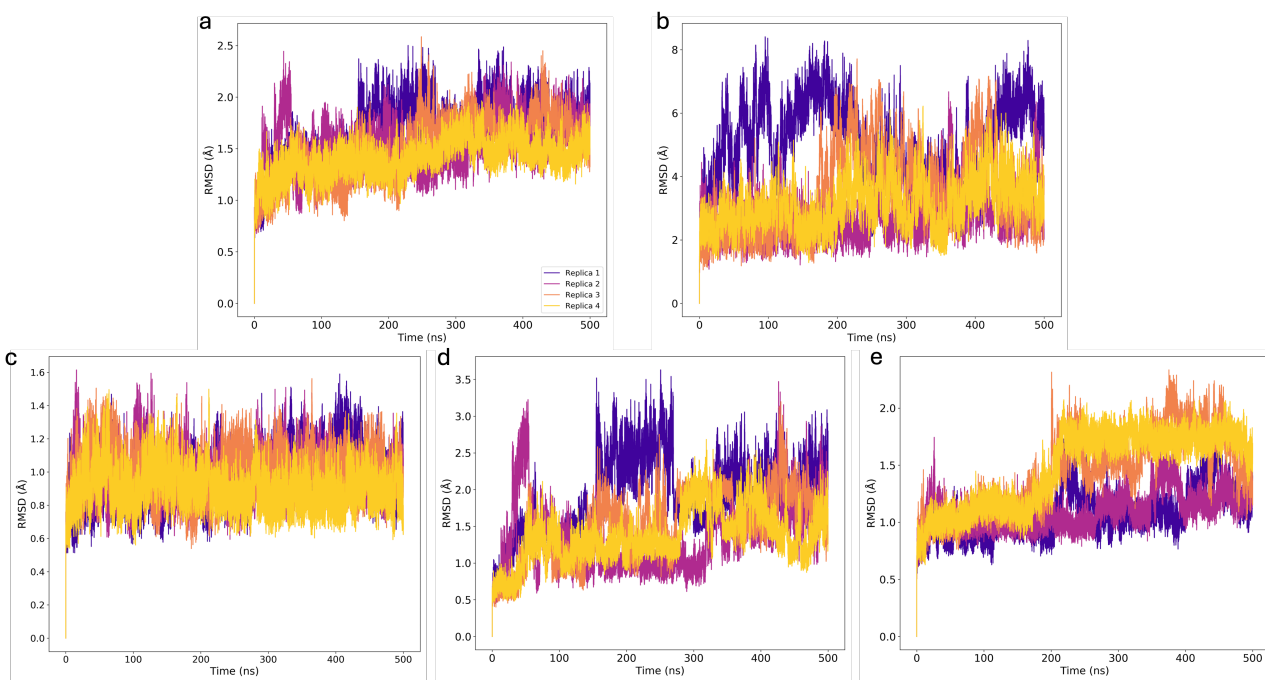 a
2.5
2.0
1.5
1.0
0.5
0.0
RMSD (Å)
0 100 200 300 400 500
Time (ns)
Replica 1
Replica 2
Replica 3
Replica 4
b
8
6
4
2
0
RMSD (Å)
0 100 200 300 400 500
Time (ns)
c
1.6
1.4
1.2
1.0
0.8
0.6
0.4
0.2
0.0
RMSD (Å)
0 100 200 300 400 500
Time (ns)
d
3.5
3.0
2.5
2.0
1.5
1.0
0.5
0.0
RMSD (Å)
0 100 200 300 400 500
Time (ns)
e
2.0
1.5
1.0
0.5
0.0
RMSD (Å)
0 100 200 300 400 500
Time (ns)